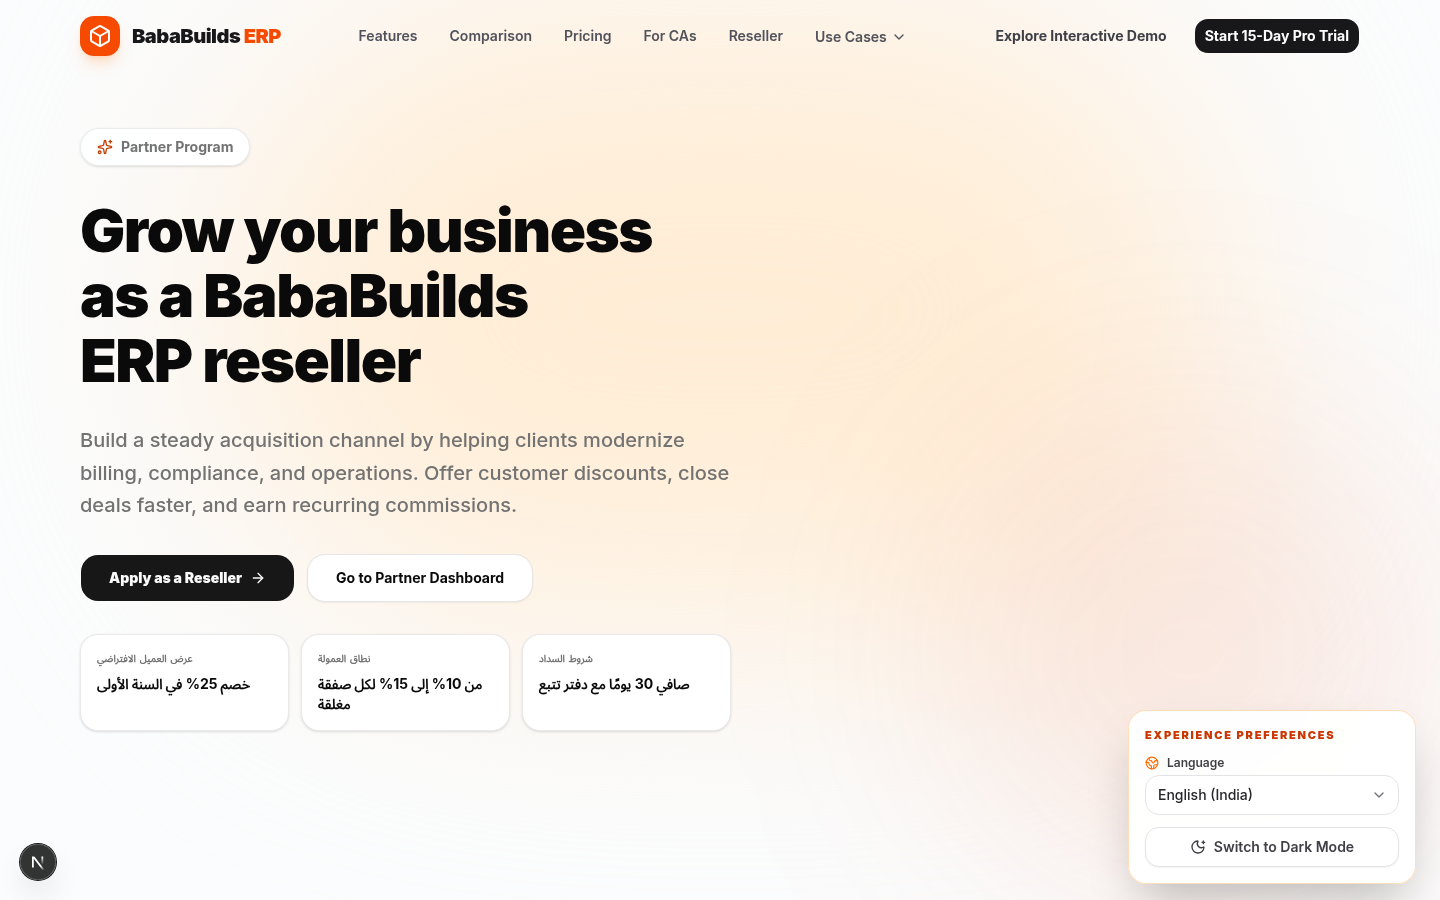 BabaBuilds ERP
Features
Comparison
Pricing
For CAs
Reseller
Use Cases
Explore Interactive Demo
Start 15-Day Pro Trial
Partner Program
Grow your business
as a BabaBuilds
ERP reseller
Build a steady acquisition channel by helping clients modernize
billing, compliance, and operations. Offer customer discounts, close
deals faster, and earn recurring commissions.
Apply as a Reseller
Go to Partner Dashboard
عرض العميل الافتراضي
خصم 25% في السنة الأولى
نطاق العمولة
من 10% إلى 15% لكل صفقة
مغلقة
شروط السداد
صافي 30 يومًا مع دفتر تتبع
EXPERIENCE PREFERENCES
Language
English (India)
Switch to Dark Mode
N